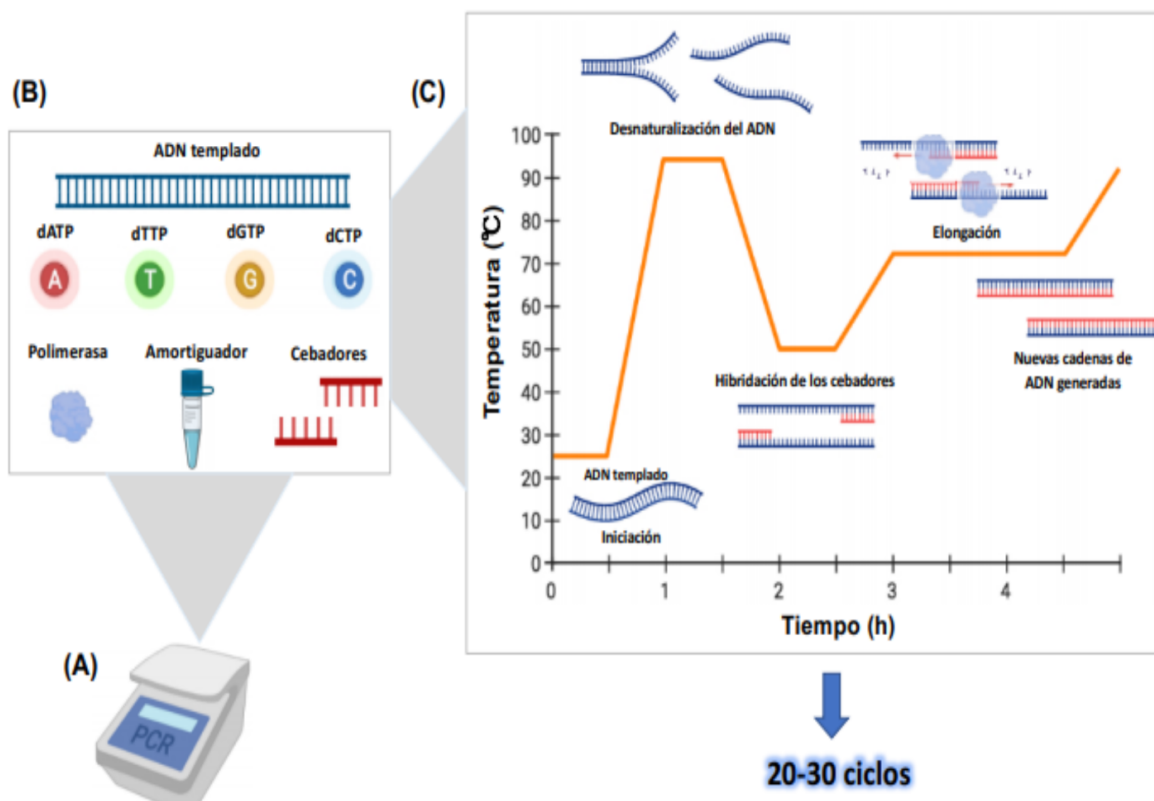 (B)
ADN templado
dATP dTTP dGTP dCTP
A T G C
Polimerasa Amortiguador Cebadores
(A)
PCR
(C)
Desnaturalización del ADN
Temperatura (°C)
100
90
80
70
60
50
40
30
20
10
0
Elongación
Nuevas cadenas de
ADN generadas
Hibridación de los cebadores
ADN templado
Iniciación
0 1 2 3 4
Tiempo (h)
20-30 ciclos